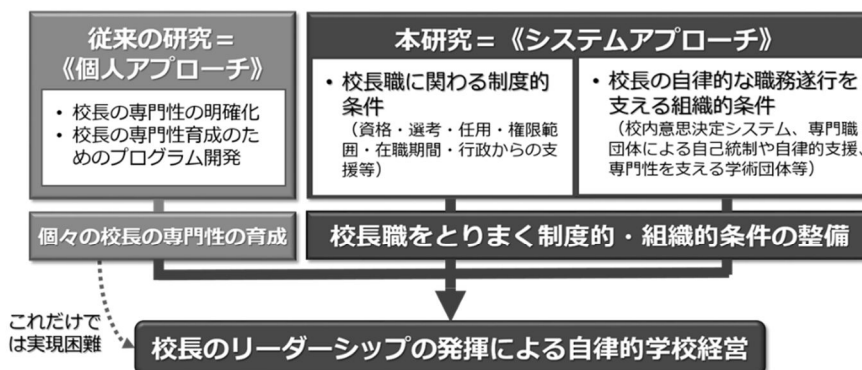 従来の研究＝
《個人アプローチ》
• 校長の専門性の明確化
• 校長の専門性育成のた
めのプログラム開発
個々の校長の専門性の育成
本研究＝《システムアプローチ》
• 校長職に関わる制度的
条件
（資格・選考・任用・権限範
囲・在職期間・行政からの支
援等）
• 校長の自律的な職務遂行を
支える組織的条件
（校内意思決定システム、専門職
団体による自己統制や自律的支援、
専門性を支える学術団体等）
校長職をとりまく制度的・組織的条件の整備
これだけで
は実現困難
校長のリーダーシップの発揮による自律的学校経営